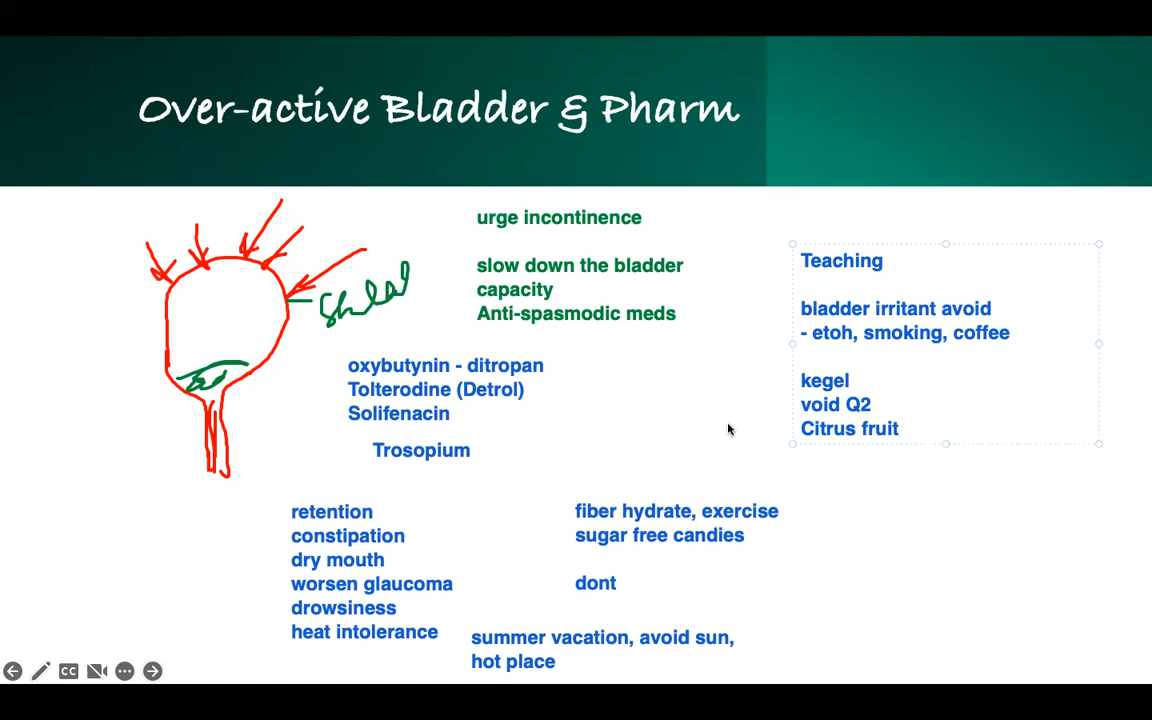 Over-active Bladder & Pharm
urge incontinence
slow down the bladder
capacity
Anti-spasmodic meds
oxybutynin - ditropan
Tolterodine (Detrol)
Solifenacin
Trosopium
Teaching
bladder irritant avoid
- etoh, smoking, coffee
kegel
void Q2
Citrus fruit
retention
constipation
dry mouth
worsen glaucoma
drowsiness
heat intolerance
fiber hydrate, exercise
sugar free candies
dont
summer vacation, avoid sun,
hot place
CC